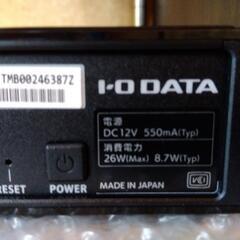 TMB00246387Z
I-O DATA
電源
DC12V 550mA(Typ)
消費電力
26W(Max) 8.7W(Typ)
RESET
POWER
MADE IN JAPAN
VCCI